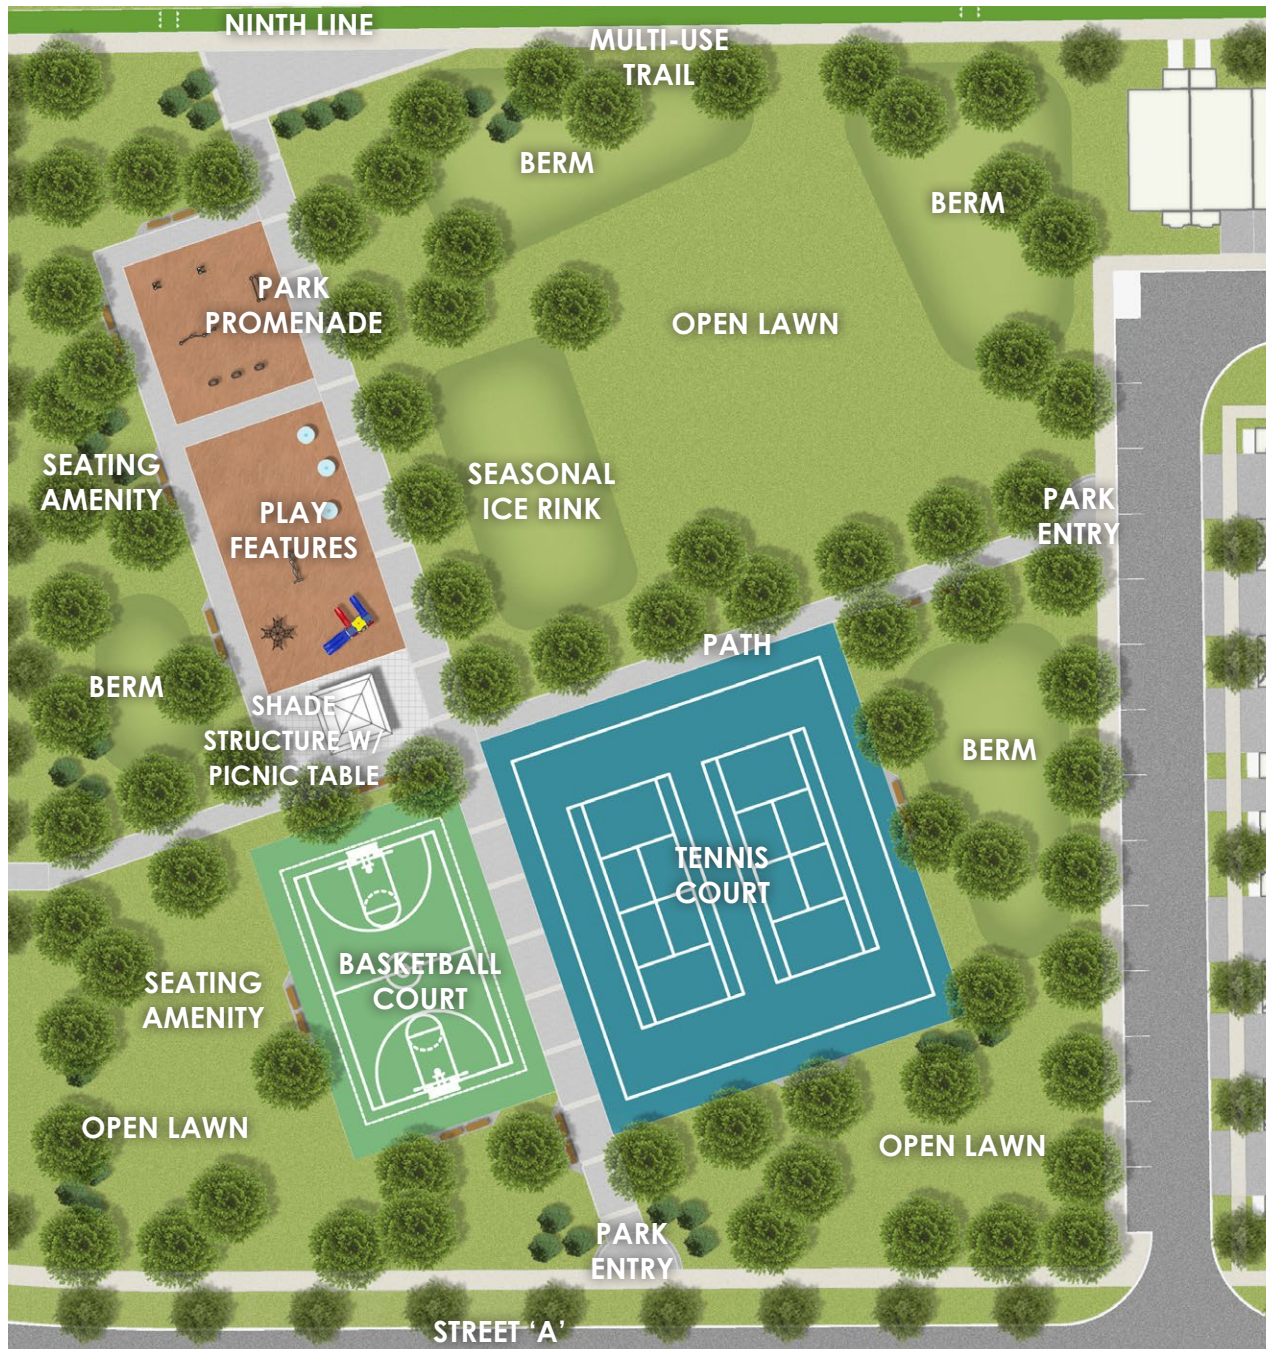 NINTH LINE
MULTI-USE
TRAIL
BERM
BERM
PARK
PROMENADE
OPEN LAWN
SEATING
AMENITY
SEASONAL
ICE RINK
PLAY
FEATURES
PARK
ENTRY
PATH
BERM
SHADE
STRUCTURE W/
PICNIC TABLE
BERM
TENNIS
COURT
BASKETBALL
COURT
SEATING
AMENITY
OPEN LAWN
OPEN LAWN
PARK
ENTRY
STREET ‘A’